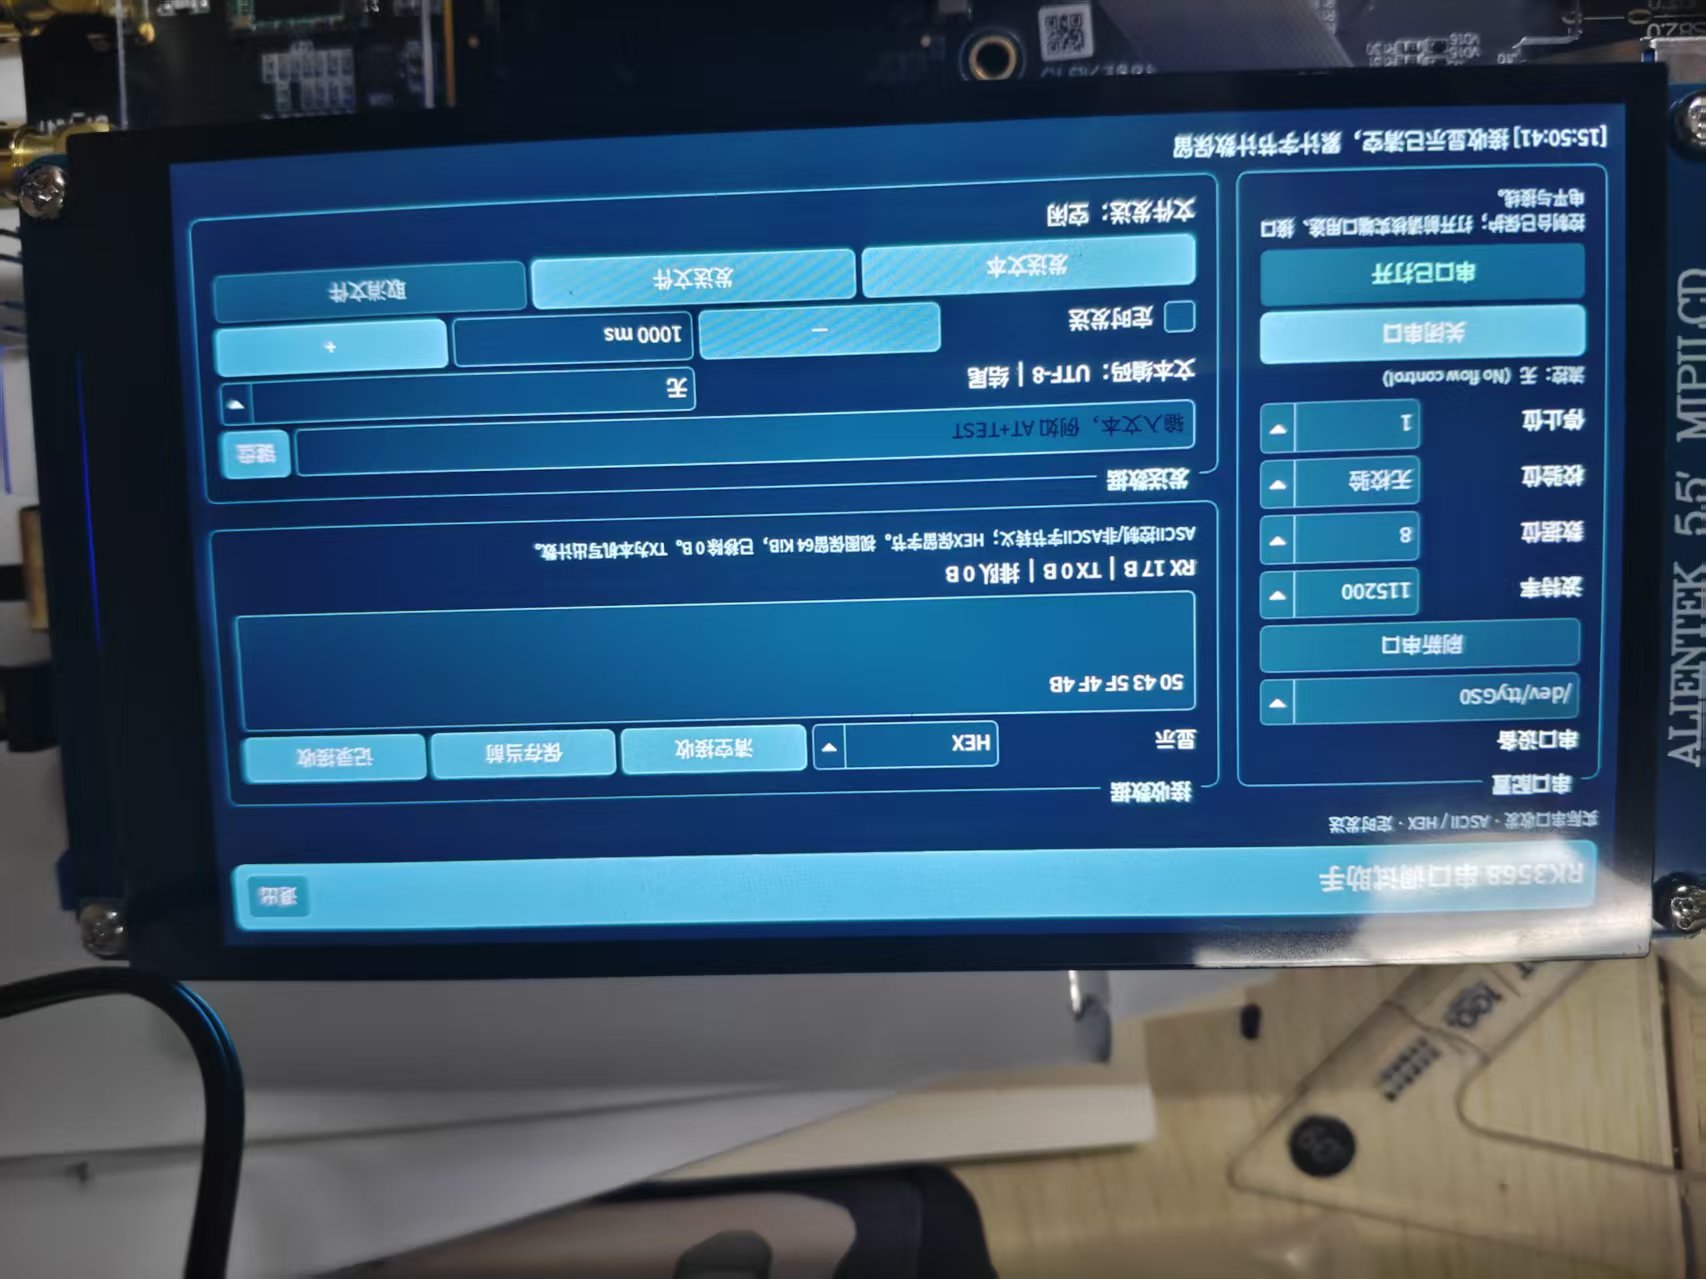 RK3568 串口调试助手
退出
实际串口收发 · ASCII / HEX · 定时发送
串口配置
串口设备
/dev/ttyGS0
刷新串口
波特率
115200
数据位
8
校验位
无校验
停止位
1
流控：无 (No flow control)
关闭串口
串口已打开
控制台已保护；打开前请核实端口用途、接口
电平与接线。
接收数据
显示
HEX
清空接收
保存当前
记录接收
50 43 5F 4F 4B
RX 17 B | TX 0 B | 排队 0 B
ASCII控制/非ASCII字节转义；HEX保留字节。视图保留64 KiB，已移除 0 B。TX为本机写出计数。
发送数据
输入文本，例如 AT+TEST
键盘
文本编码：UTF-8 | 结尾
无
定时发送
−
1000 ms
+
发送文本
发送文件
取消文件
文件发送：空闲
[15:50:41] 接收显示已清空，累计字节计数保留
ALIENTEK 5.5' MIPI LCD